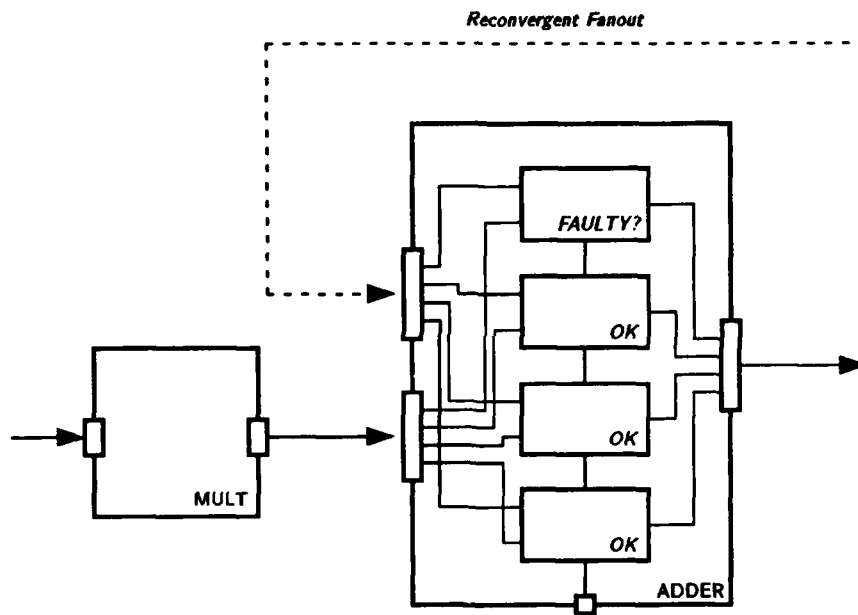 Reconvergent Fanout
FAULTY?
OK
OK
OK
MULT
ADDER